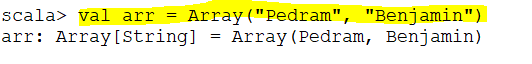 scala> val arr = Array("Pedram", "Benjamin")
arr: Array[String] = Array(Pedram, Benjamin)